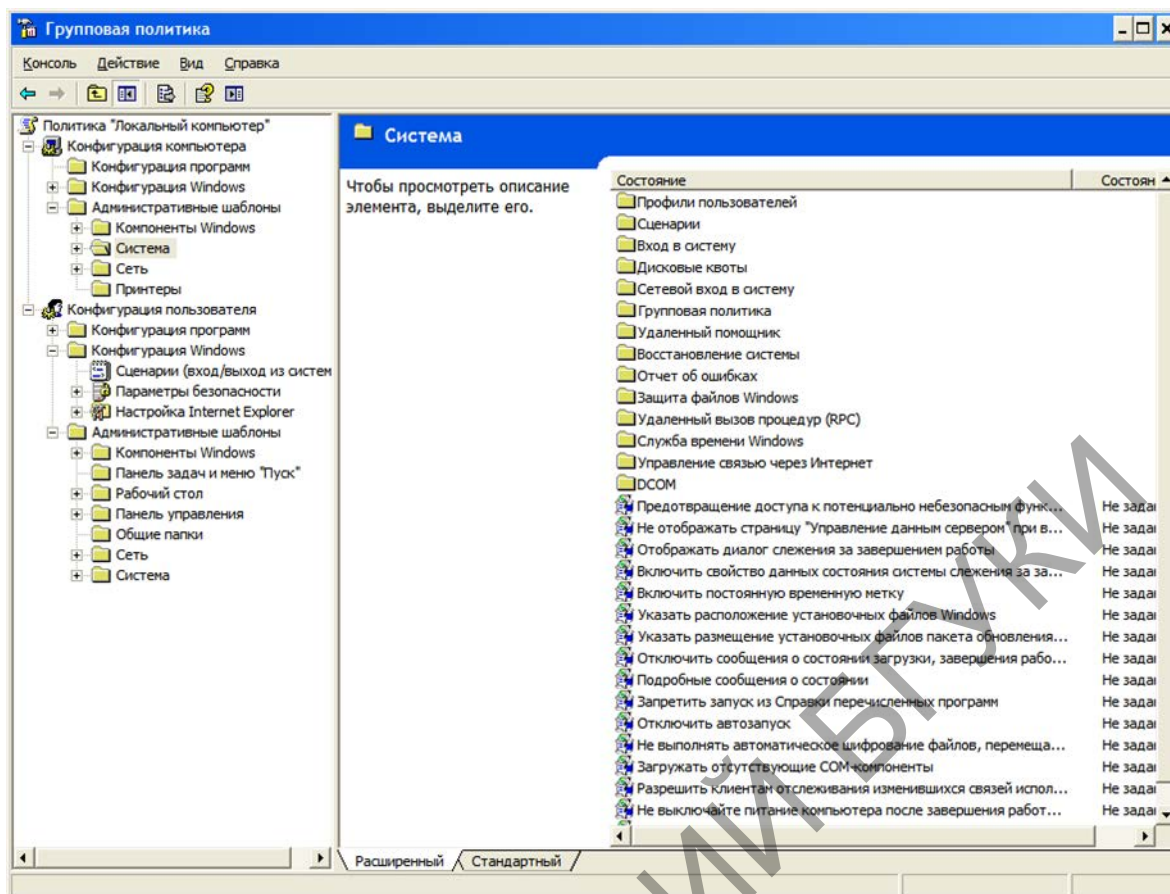 Групповая политика
Консоль Действие Вид Справка
Политика "Локальный компьютер"
Конфигурация компьютера
Конфигурация программ
Конфигурация Windows
Административные шаблоны
Компоненты Windows
Система
Сеть
Принтеры
Конфигурация пользователя
Конфигурация программ
Конфигурация Windows
Сценарии (вход/выход из систем
Параметры безопасности
Настройка Internet Explorer
Административные шаблоны
Компоненты Windows
Панель задач и меню "Пуск"
Рабочий стол
Панель управления
Общие папки
Сеть
Система
Система
Чтобы просмотреть описание
элемента, выделите его.
Состояние Состоян
Профили пользователей
Сценарии
Вход в систему
Дисковые квоты
Сетевой вход в систему
Групповая политика
Удаленный помощник
Восстановление системы
Отчет об ошибках
Защита файлов Windows
Удаленный вызов процедур (RPC)
Служба времени Windows
Управление связью через Интернет
DCOM
Предотвращение доступа к потенциально небезопасным функ... Не задан
Не отображать страницу "Управление данным сервером" при в... Не задан
Отображать диалог слежения за завершением работы Не задан
Включить свойство данных состояния системы слежения за за... Не задан
Включить постоянную временную метку Не задан
Указать расположение установочных файлов Windows Не задан
Указать размещение установочных файлов пакета обновления... Не задан
Отключить сообщения о состоянии загрузки, завершения рабо... Не задан
Подробные сообщения о состоянии Не задан
Запретить запуск из Справки перечисленных программ Не задан
Отключить автозапуск Не задан
Не выполнять автоматическое шифрование файлов, перемеща... Не задан
Загружать отсутствующие COM-компоненты Не задан
Разрешить клиентам отслеживания изменившихся связей испол... Не задан
Не выключайте питание компьютера после завершения работ... Не задан
Расширенный Стандартный
ИЙ БГУКИ